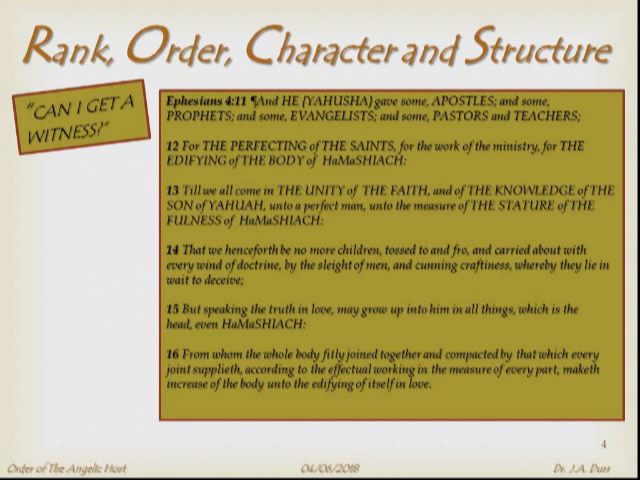 Rank, Order, Character and Structure
"CAN I GET A
WITNESS?"
Ephesians 4:11 ¶And HE [YAHUSHA] gave some, APOSTLES; and some,
PROPHETS; and some, EVANGELISTS; and some, PASTORS and TEACHERS;
12 For THE PERFECTING of THE SAINTS, for the work of the ministry, for THE
EDIFYING of THE BODY of HaMaSHIACH:
13 Till we all come in THE UNITY of THE FAITH, and of THE KNOWLEDGE of THE
SON of YAHUAH, unto a perfect man, unto the measure of THE STATURE of THE
FULNESS of HaMaSHIACH:
14 That we henceforth be no more children, tossed to and fro, and carried about with
every wind of doctrine, by the sleight of men, and cunning craftiness, whereby they lie in
wait to deceive;
15 But speaking the truth in love, may grow up into him in all things, which is the
head, even HaMaSHIACH:
16 From whom the whole body fitly joined together and compacted by that which every
joint supplieth, according to the effectual working in the measure of every part, maketh
increase of the body unto the edifying of itself in love.
4
Order of The Angelic Host
04/06/2018
Dr. J.A. Durr